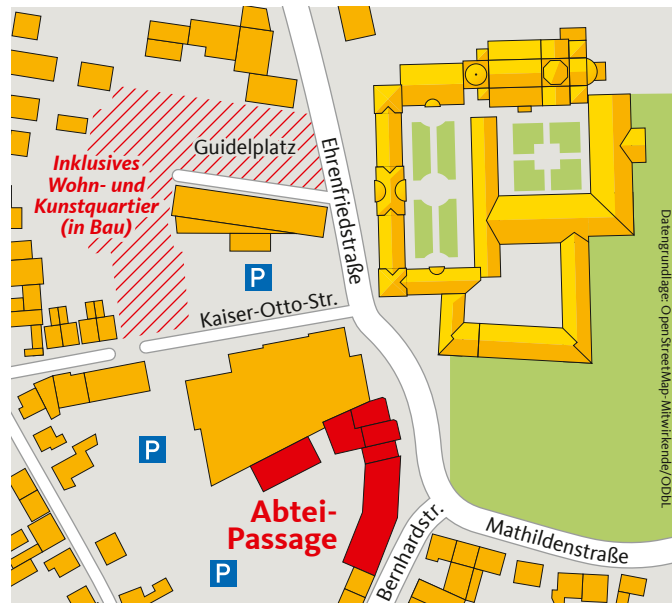 Guidelplatz
Inklusives
Wohn- und
Kunstquartier
(in Bau)
Ehrenfriedstraße
P
Kaiser-Otto-Str.
Datengrundlage: OpenStreetMap-Mitwirkende/ODbL
P
Abtei-
Passage
P
Bernhardstr.
Mathildenstraße